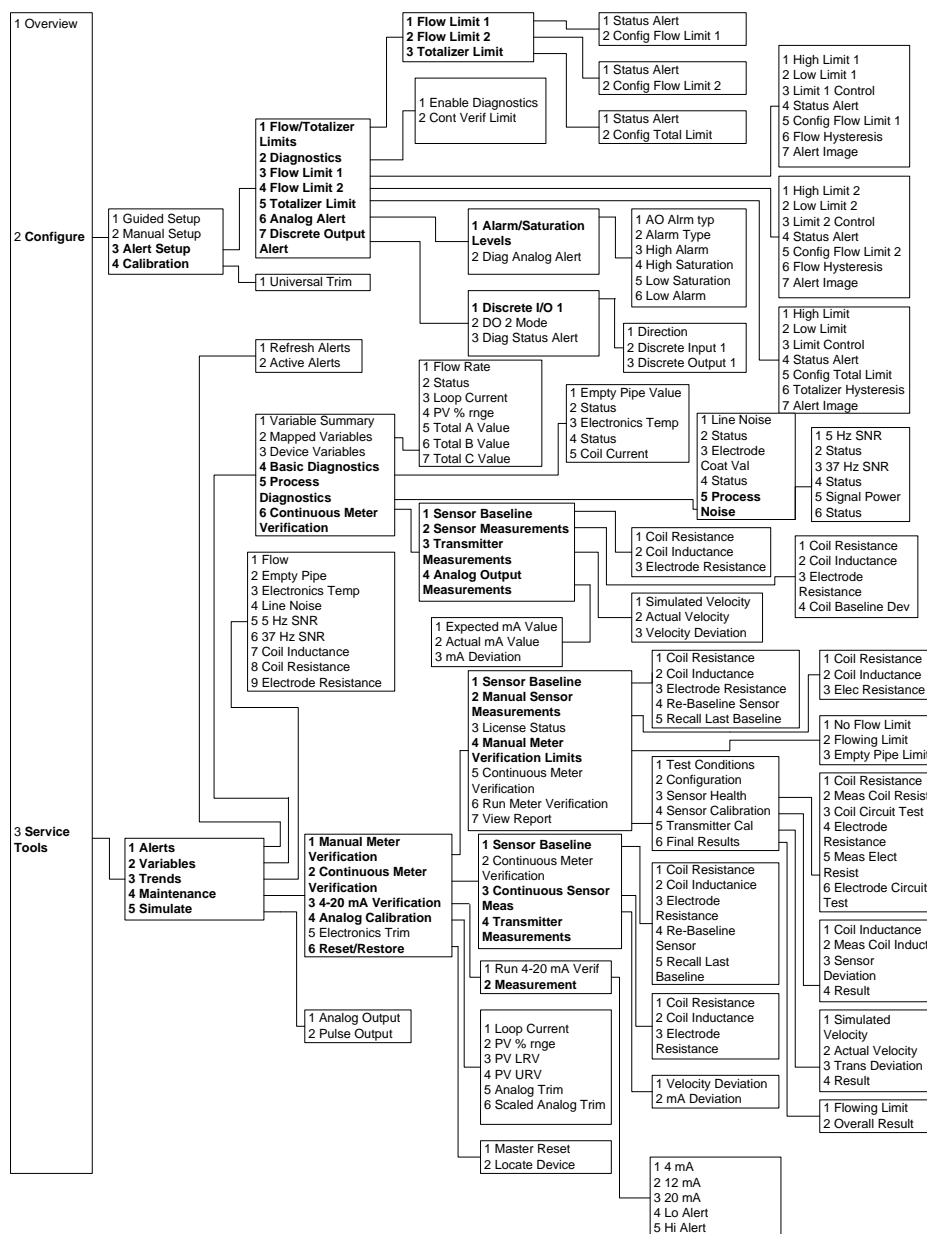 1 Overview
2 Configure
3 Service
Tools
1 Guided Setup
2 Manual Setup
3 Alert Setup
4 Calibration
1 Flow/Totalizer
Limits
2 Diagnostics
3 Flow Limit 1
4 Flow Limit 2
5 Totalizer Limit
6 Analog Alert
7 Discrete Output
Alert
1 Universal Trim
1 Flow Limit 1
2 Flow Limit 2
3 Totalizer Limit
1 Status Alert
2 Config Flow Limit 1
1 Status Alert
2 Config Flow Limit 2
1 Status Alert
2 Config Total Limit
1 Enable Diagnostics
2 Cont Verif Limit
1 High Limit 1
2 Low Limit 1
3 Limit 1 Control
4 Status Alert
5 Config Flow Limit 1
6 Flow Hysteresis
7 Alert Image
1 High Limit 2
2 Low Limit 2
3 Limit 2 Control
4 Status Alert
5 Config Flow Limit 2
6 Flow Hysteresis
7 Alert Image
1 High Limit
2 Low Limit
3 Limit Control
4 Status Alert
5 Config Total Limit
6 Totalizer Hysteresis
7 Alert Image
1 Alarm/Saturation
Levels
2 Diag Analog Alert
1 AO Alrm typ
2 Alarm Type
3 High Alarm
4 High Saturation
5 Low Saturation
6 Low Alarm
1 Discrete I/O 1
2 DO 2 Mode
3 Diag Status Alert
1 Direction
2 Discrete Input 1
3 Discrete Output 1
1 Refresh Alerts
2 Active Alerts
1 Variable Summary
2 Mapped Variables
3 Device Variables
4 Basic Diagnostics
5 Process
Diagnostics
6 Continuous Meter
Verification
1 Flow Rate
2 Status
3 Loop Current
4 PV % rnge
5 Total A Value
6 Total B Value
7 Total C Value
1 Empty Pipe Value
2 Status
3 Electronics Temp
4 Status
5 Coil Current
1 Line Noise
2 Status
3 Electrode
Coat Val
4 Status
5 Process
Noise
1 5 Hz SNR
2 Status
3 37 Hz SNR
4 Status
5 Signal Power
6 Status
1 Sensor Baseline
2 Sensor Measurements
3 Transmitter
Measurements
4 Analog Output
Measurements
1 Coil Resistance
2 Coil Inductance
3 Electrode Resistance
1 Coil Resistance
2 Coil Inductance
3 Electrode
Resistance
4 Coil Baseline Dev
1 Simulated Velocity
2 Actual Velocity
3 Velocity Deviation
1 Expected mA Value
2 Actual mA Value
3 mA Deviation
1 Flow
2 Empty Pipe
3 Electronics Temp
4 Line Noise
5 5 Hz SNR
6 37 Hz SNR
7 Coil Inductance
8 Coil Resistance
9 Electrode Resistance
1 Alerts
2 Variables
3 Trends
4 Maintenance
5 Simulate
1 Analog Output
2 Pulse Output
1 Manual Meter
Verification
2 Continuous Meter
Verification
3 4-20 mA Verification
4 Analog Calibration
5 Electronics Trim
6 Reset/Restore
1 Sensor Baseline
2 Manual Sensor
Measurements
3 License Status
4 Manual Meter
Verification Limits
5 Continuous Meter
Verification
6 Run Meter Verification
7 View Report
1 Coil Resistance
2 Coil Inductance
3 Electrode Resistance
4 Re-Baseline Sensor
5 Recall Last Baseline
1 Coil Resistance
2 Coil Inductance
3 Elec Resistance
1 No Flow Limit
2 Flowing Limit
3 Empty Pipe Limit
1 Test Conditions
2 Configuration
3 Sensor Health
4 Sensor Calibration
5 Transmitter Cal
6 Final Results
1 Coil Resistance
2 Meas Coil Resist
3 Coil Circuit Test
4 Electrode
Resistance
5 Meas Elect
Resist
6 Electrode Circuit
Test
1 Coil Inductance
2 Meas Coil Induct
3 Sensor
Deviation
4 Result
1 Simulated
Velocity
2 Actual Velocity
3 Trans Deviation
4 Result
1 Flowing Limit
2 Overall Result
1 Sensor Baseline
2 Continuous Meter
Verification
3 Continuous Sensor
Meas
4 Transmitter
Measurements
1 Coil Resistance
2 Coil Inductanice
3 Electrode
Resistance
4 Re-Baseline
Sensor
5 Recall Last
Baseline
1 Coil Resistance
2 Coil Inductance
3 Electrode
Resistance
1 Velocity Deviation
2 mA Deviation
1 Run 4-20 mA Verif
2 Measurement
1 Loop Current
2 PV % rnge
3 PV LRV
4 PV URV
5 Analog Trim
6 Scaled Analog Trim
1 Master Reset
2 Locate Device
1 4 mA
2 12 mA
3 20 mA
4 Lo Alert
5 Hi Alert